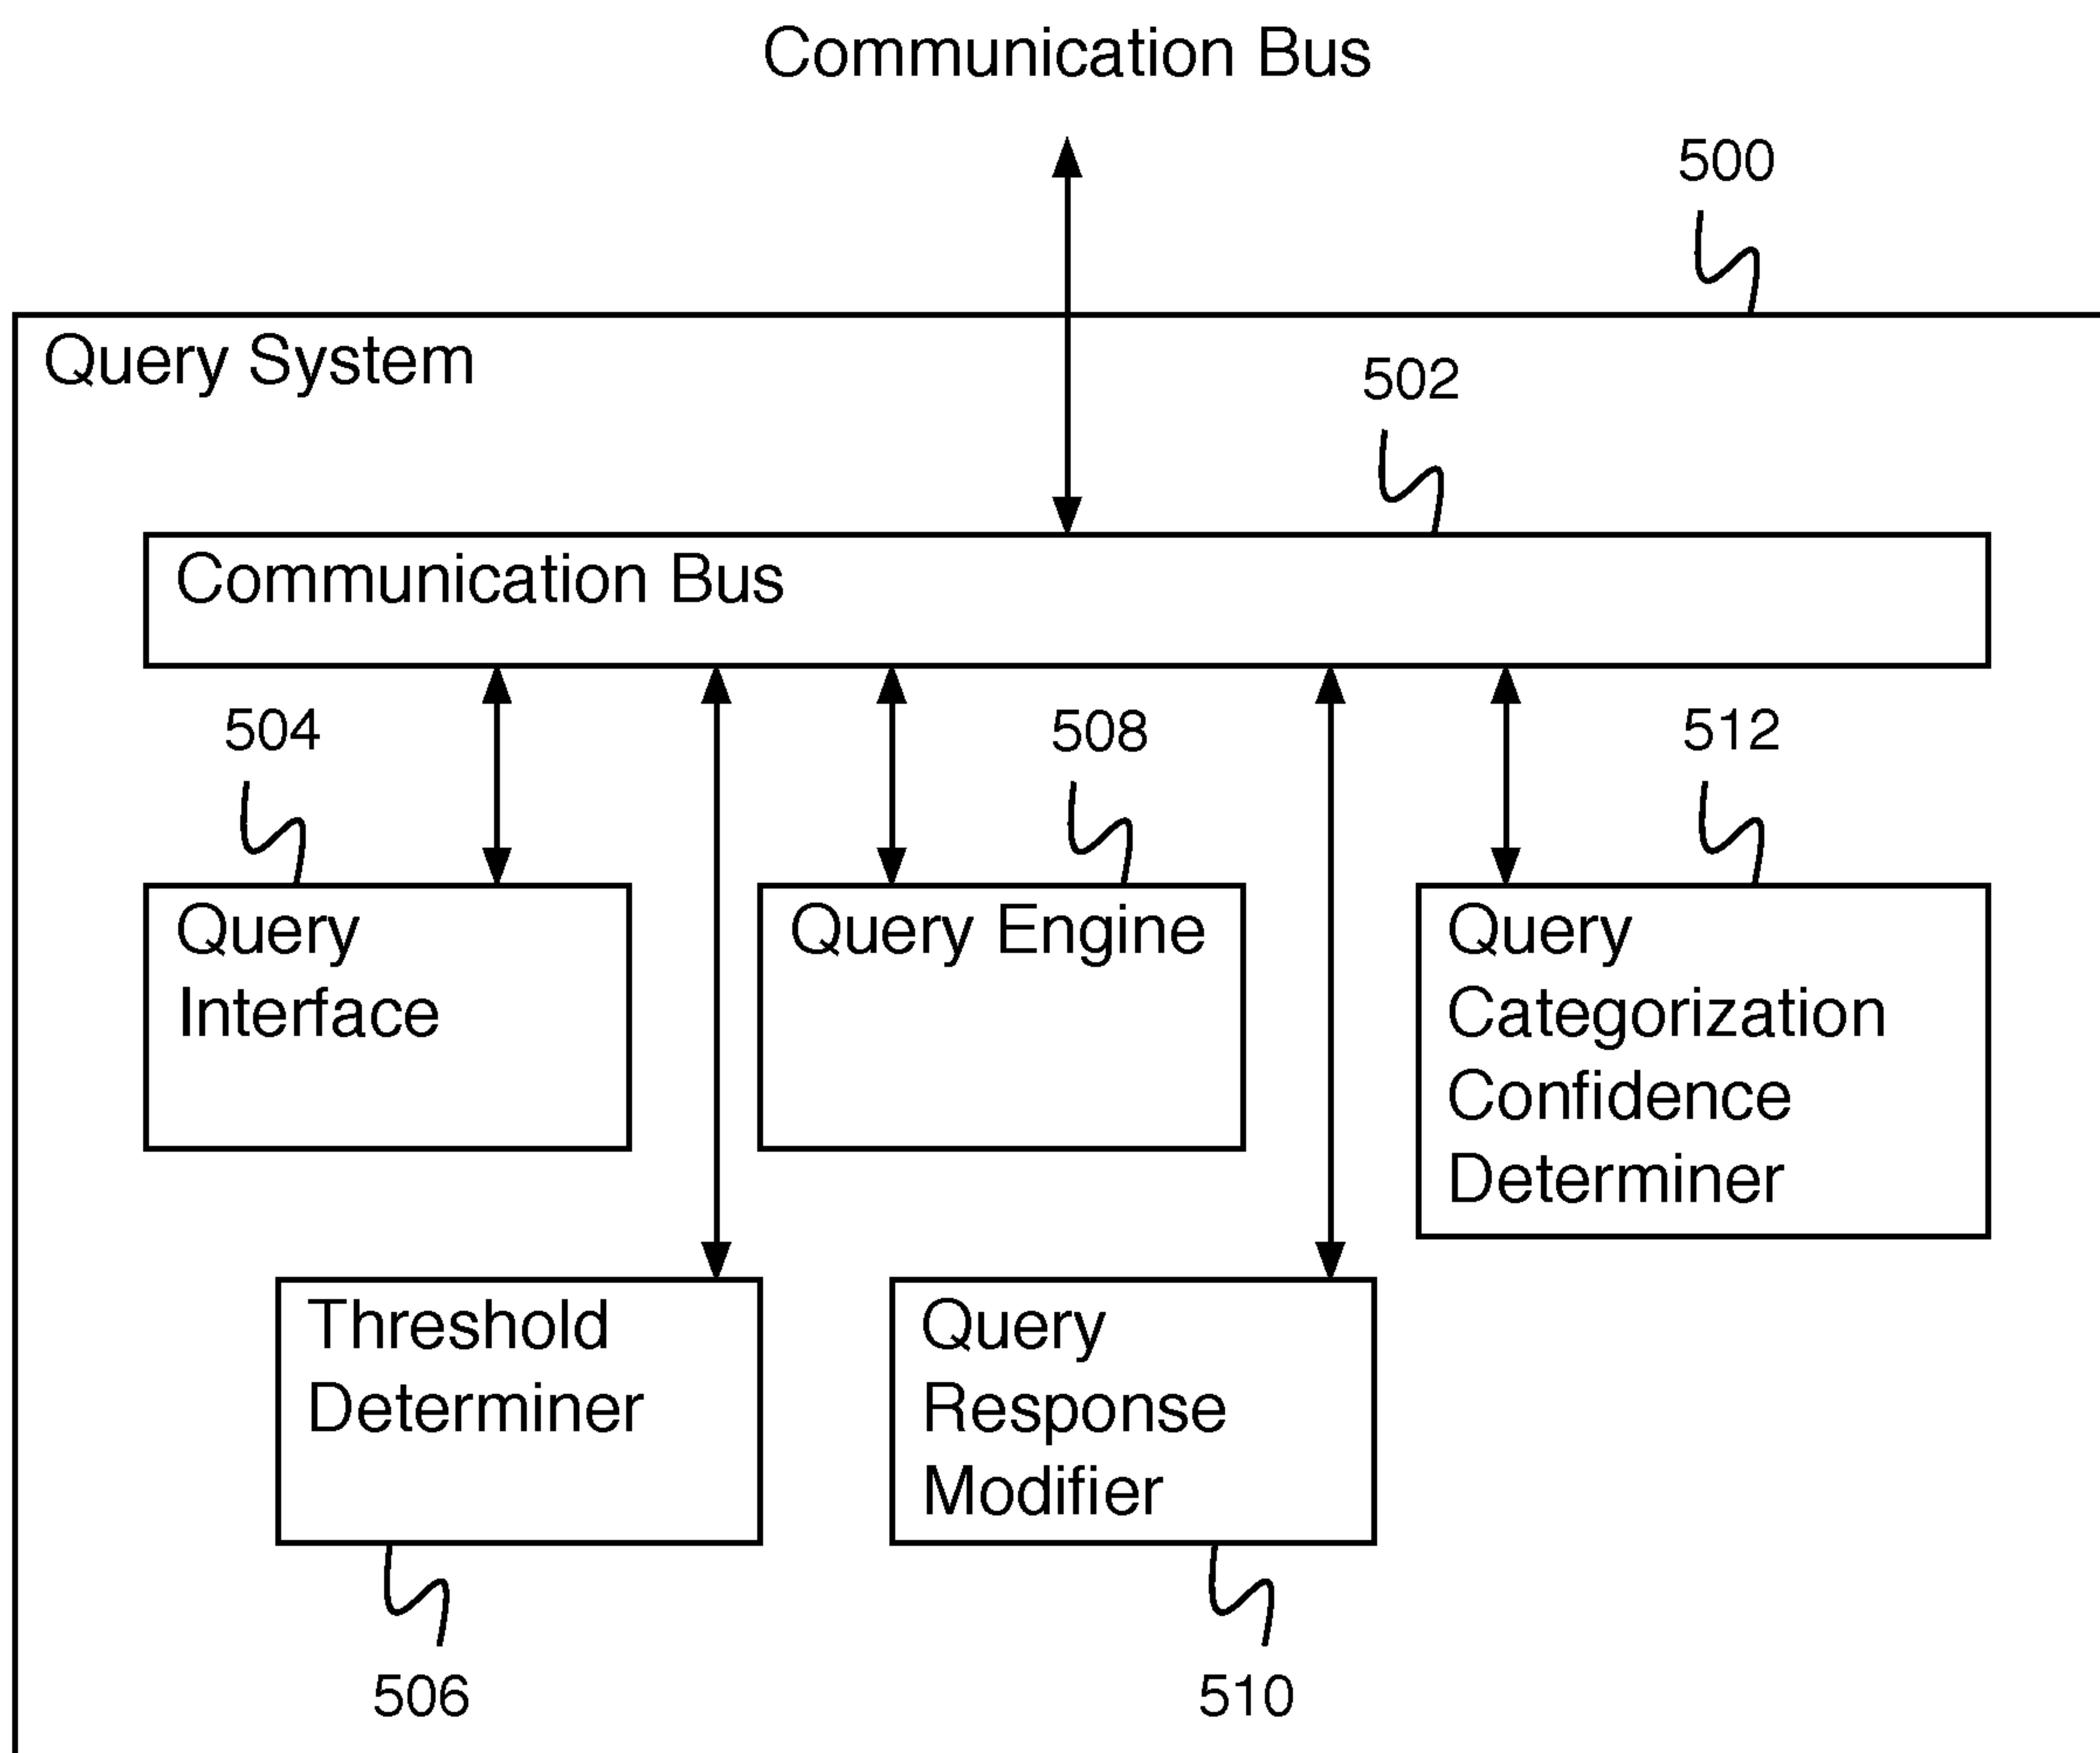 Communication Bus
500
Query System
502
Communication Bus
504
508
512
Query
Interface
Query Engine
Query
Categorization
Confidence
Determiner
Threshold
Determiner
Query
Response
Modifier
506
510